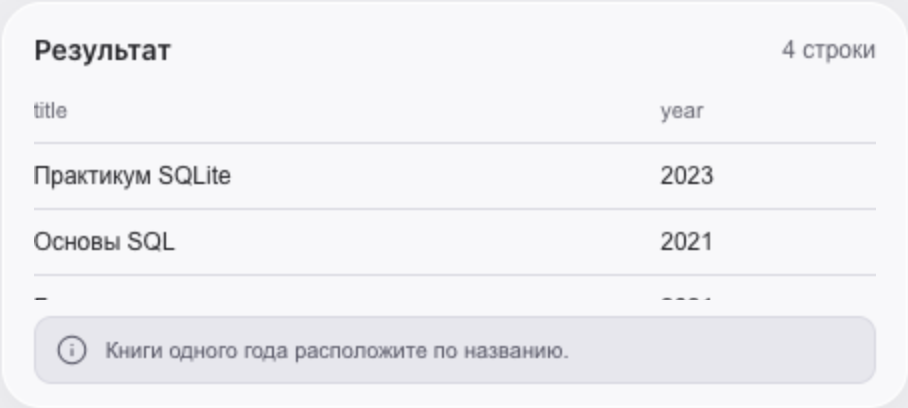 Результат
4 строки
title year
Практикум SQLite 2023
Основы SQL 2021
Книги одного года расположите по названию.